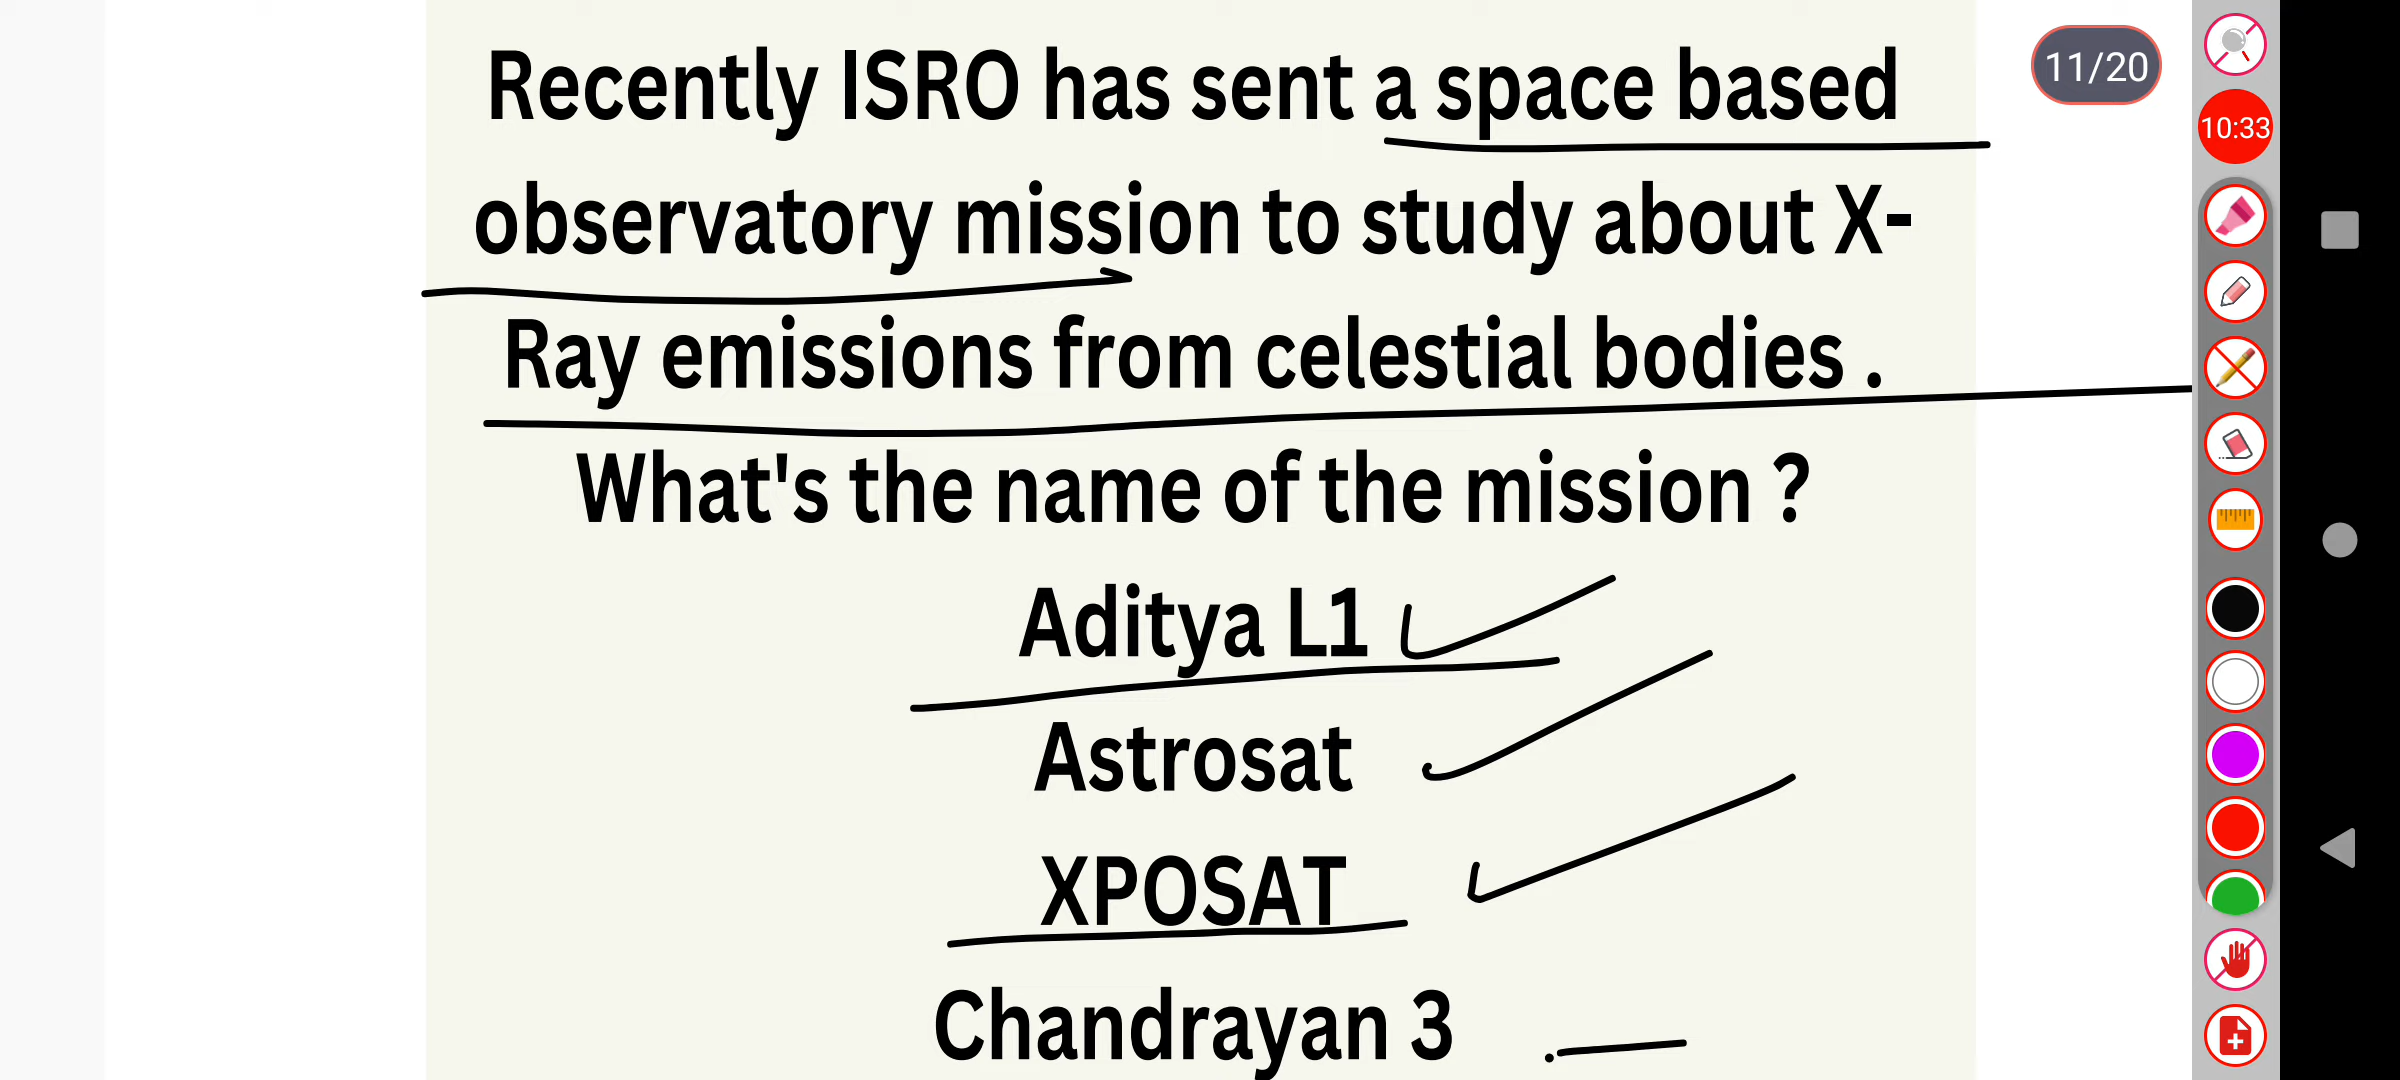 Recently ISRO has sent a space based
observatory mission to study about X-
Ray emissions from celestial bodies .
What's the name of the mission ?
Aditya L1
Astrosat
XPOSAT
Chandrayan 3
11/20
10:33